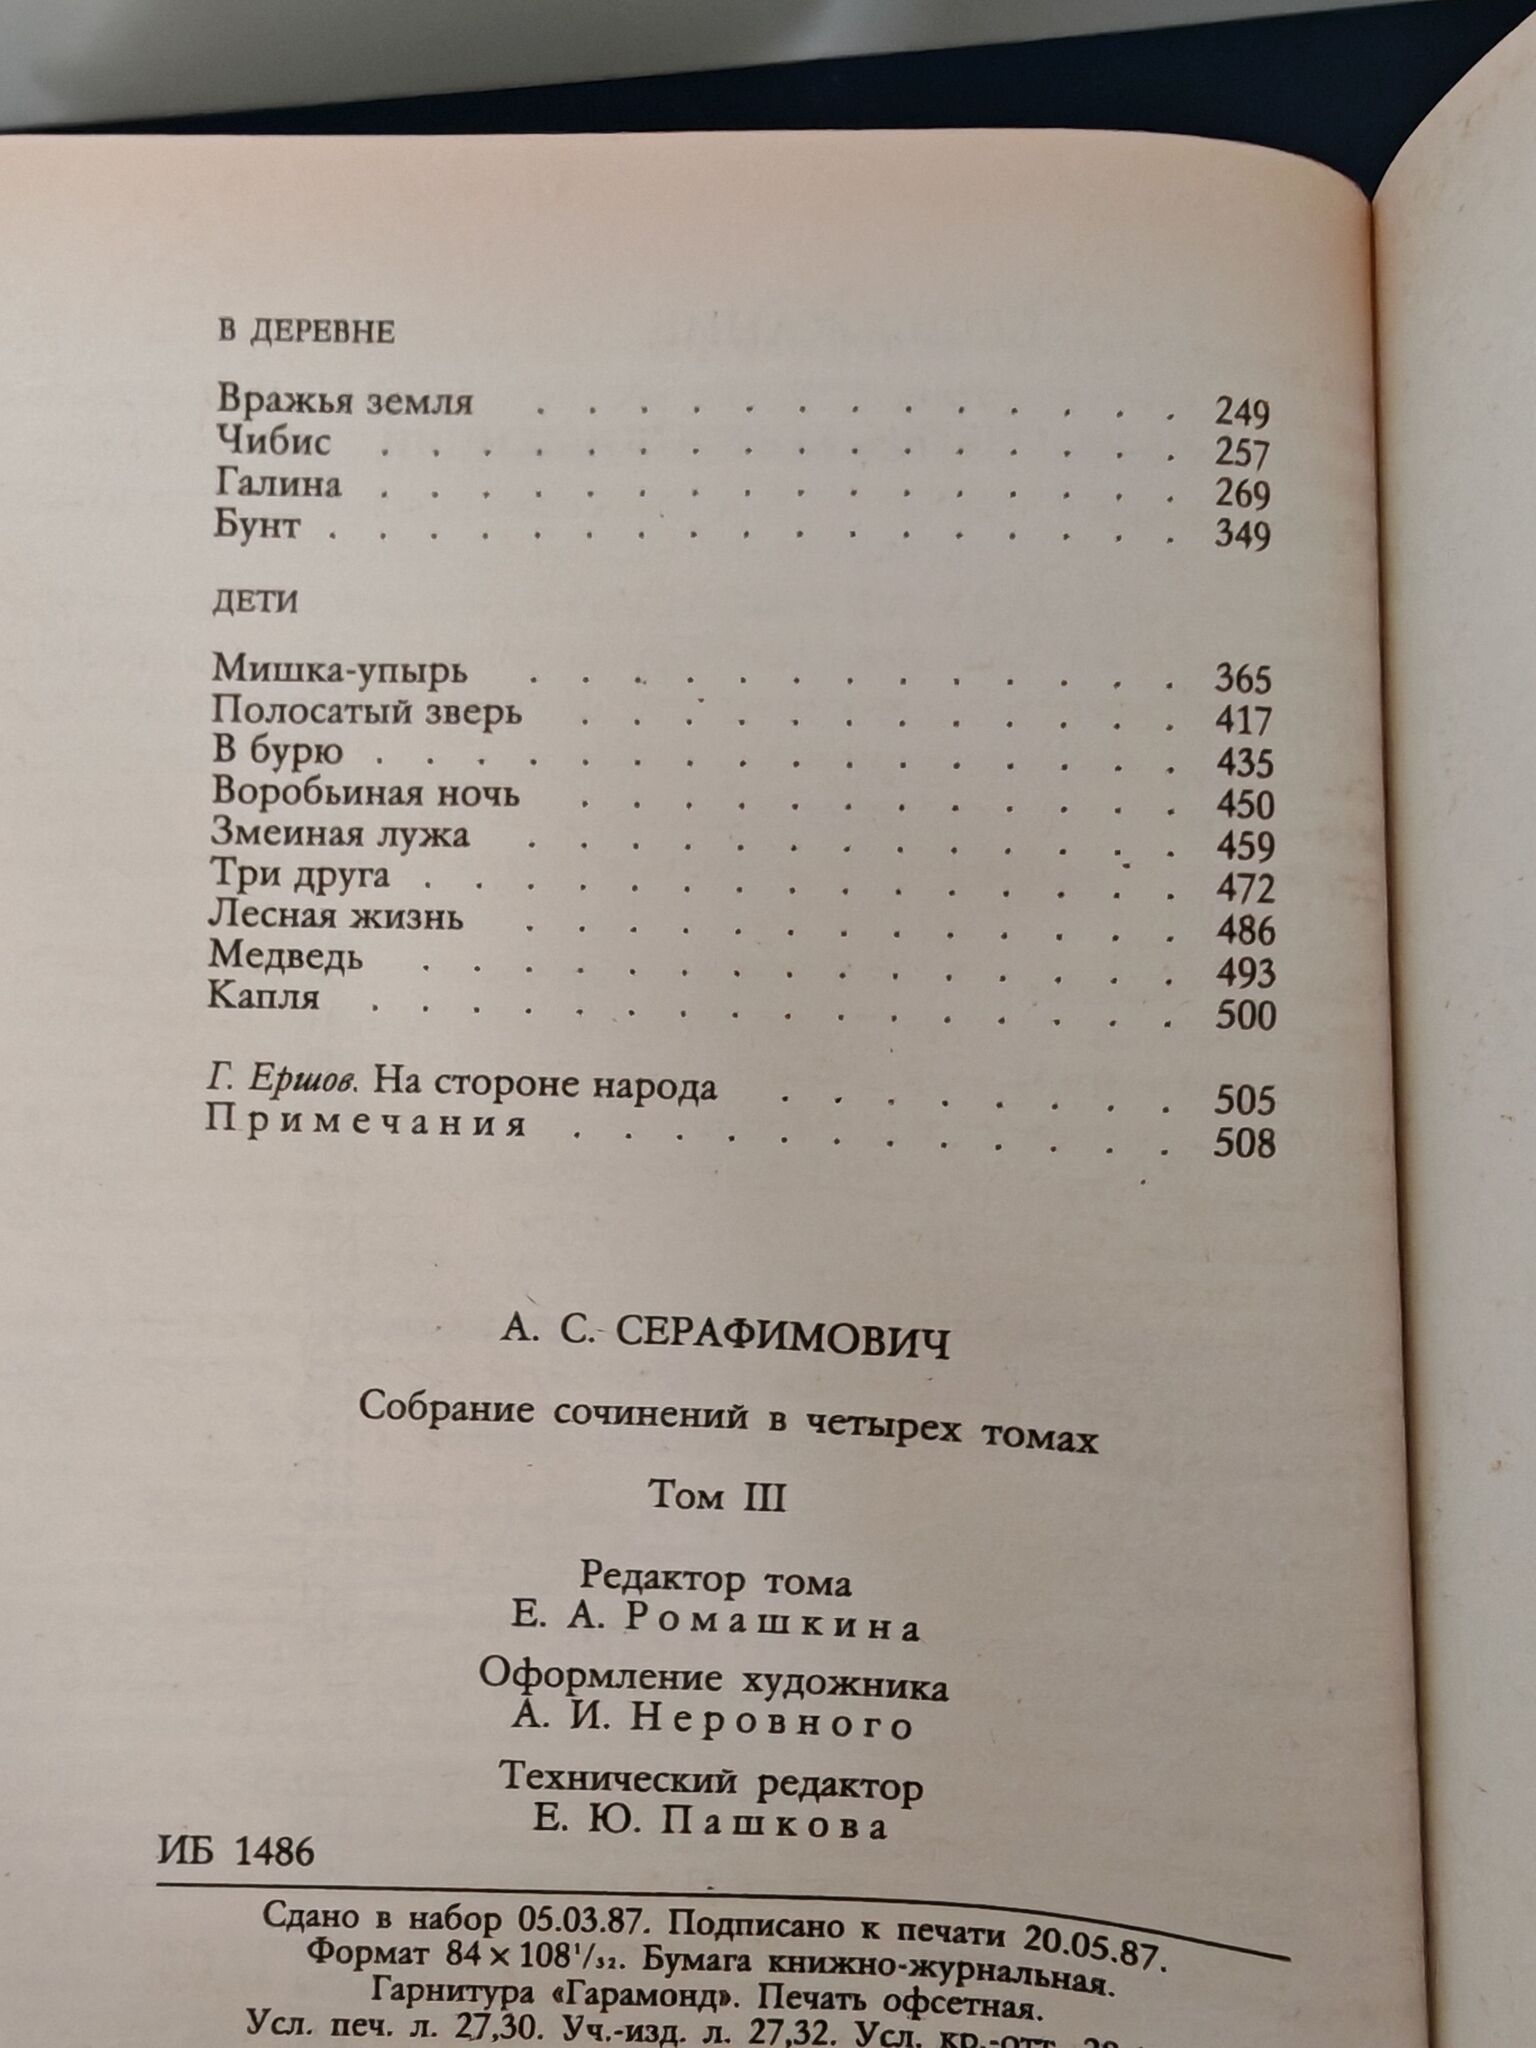 В ДЕРЕВНЕ
Вражья земля . . . . . . . . . . . . . 249
Чибис . . . . . . . . . . . . . . . . 257
Галина . . . . . . . . . . . . . . . . 269
Бунт . . . . . . . . . . . . . . . . . 349
ДЕТИ
Мишка-упырь . . . . . . . . . . . . . 365
Полосатый зверь . . . . . . . . . . . . 417
В бурю . . . . . . . . . . . . . . . . 435
Воробьиная ночь . . . . . . . . . . . . 450
Змеиная лужа . . . . . . . . . . . . . 459
Три друга . . . . . . . . . . . . . . . 472
Лесная жизнь . . . . . . . . . . . . . 486
Медведь . . . . . . . . . . . . . . . 493
Капля . . . . . . . . . . . . . . . . 500
Г. Ершов. На стороне народа . . . . . . . . 505
Примечания . . . . . . . . . . . . 508
А. С. СЕРАФИМОВИЧ
Собрание сочинений в четырех томах
Том III
Редактор тома
Е. А. Ромашкина
Оформление художника
А. И. Неровного
Технический редактор
Е. Ю. Пашкова
ИБ 1486
Сдано в набор 05.03.87. Подписано к печати 20.05.87.
Формат 84×108¹/₃₂. Бумага книжно-журнальная.
Гарнитура «Гарамонд». Печать офсетная.
Усл. печ. л. 27,30. Уч.-изд. л. 27,32. Усл. кр.-отт.